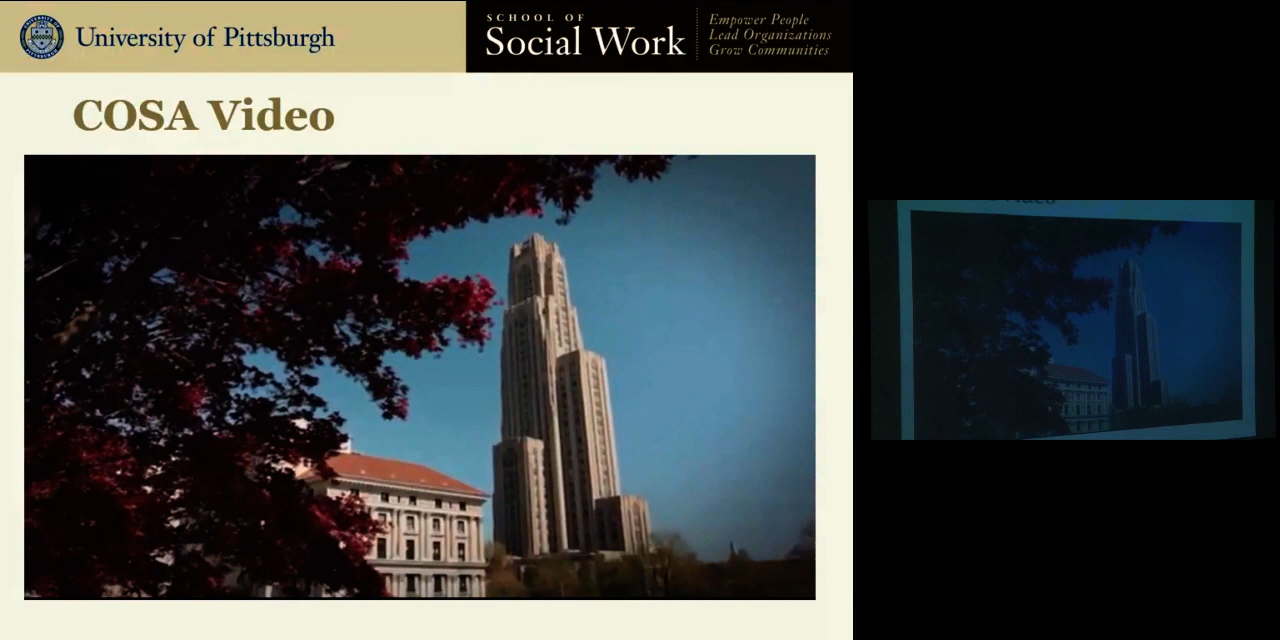 University of Pittsburgh
SCHOOL OF
Social Work
Empower People
Lead Organizations
Grow Communities
COSA Video